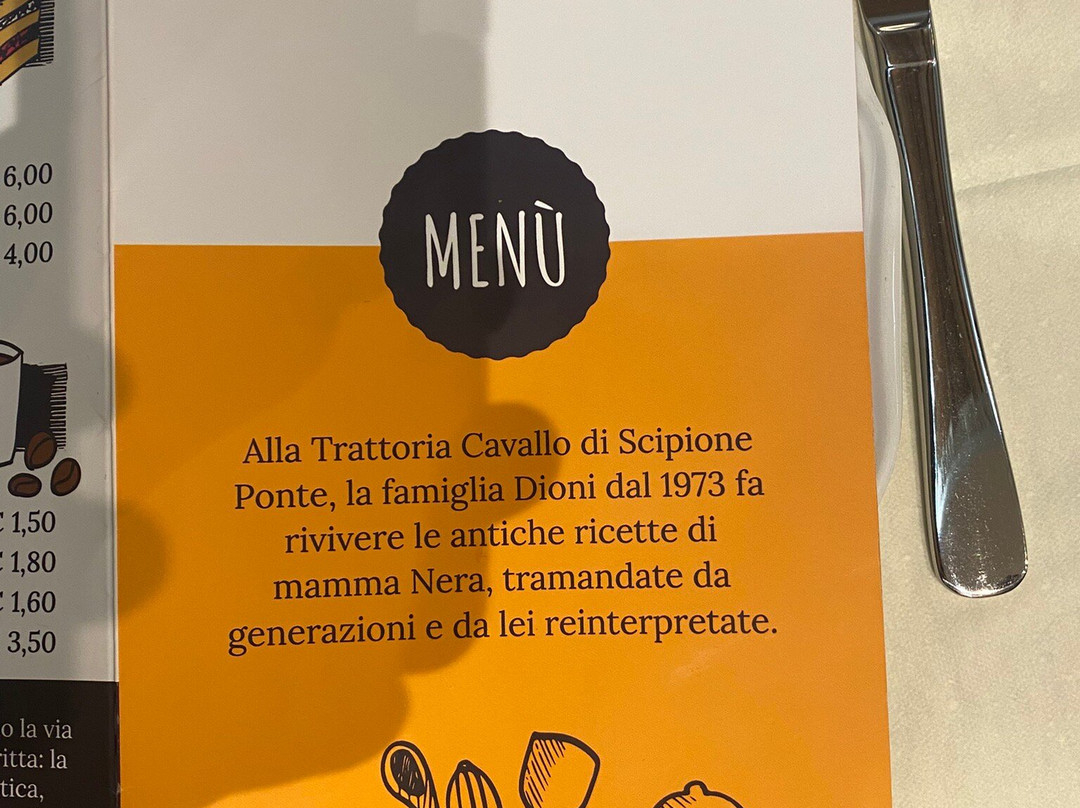 6,00
6,00
4,00
€ 1,50
€ 1,80
€ 1,60
3,50
o la via
itta: la
tica,
MENÙ
Alla Trattoria Cavallo di Scipione
Ponte, la famiglia Dioni dal 1973 fa
rivivere le antiche ricette di
mamma Nera, tramandate da
generazioni e da lei reinterpretate.